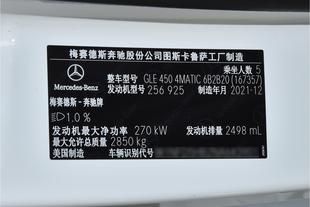 梅赛德斯奔驰股份公司图斯卡鲁萨工厂制造
乘坐人数 5
整车型号 GLE 450 4MATIC 6B2B20 (167357)
发动机型号 256 925 制造年月 2021-12
Mercedes-Benz
梅赛德斯-奔驰牌
1.0 %
发动机最大净功率 270 kW 发动机排量 2498 mL
最大允许总质量 2850 kg
美国制造 车辆识别代号